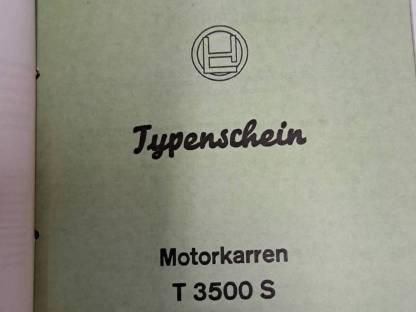 Typenschein
Motorkarren
T 3500 S